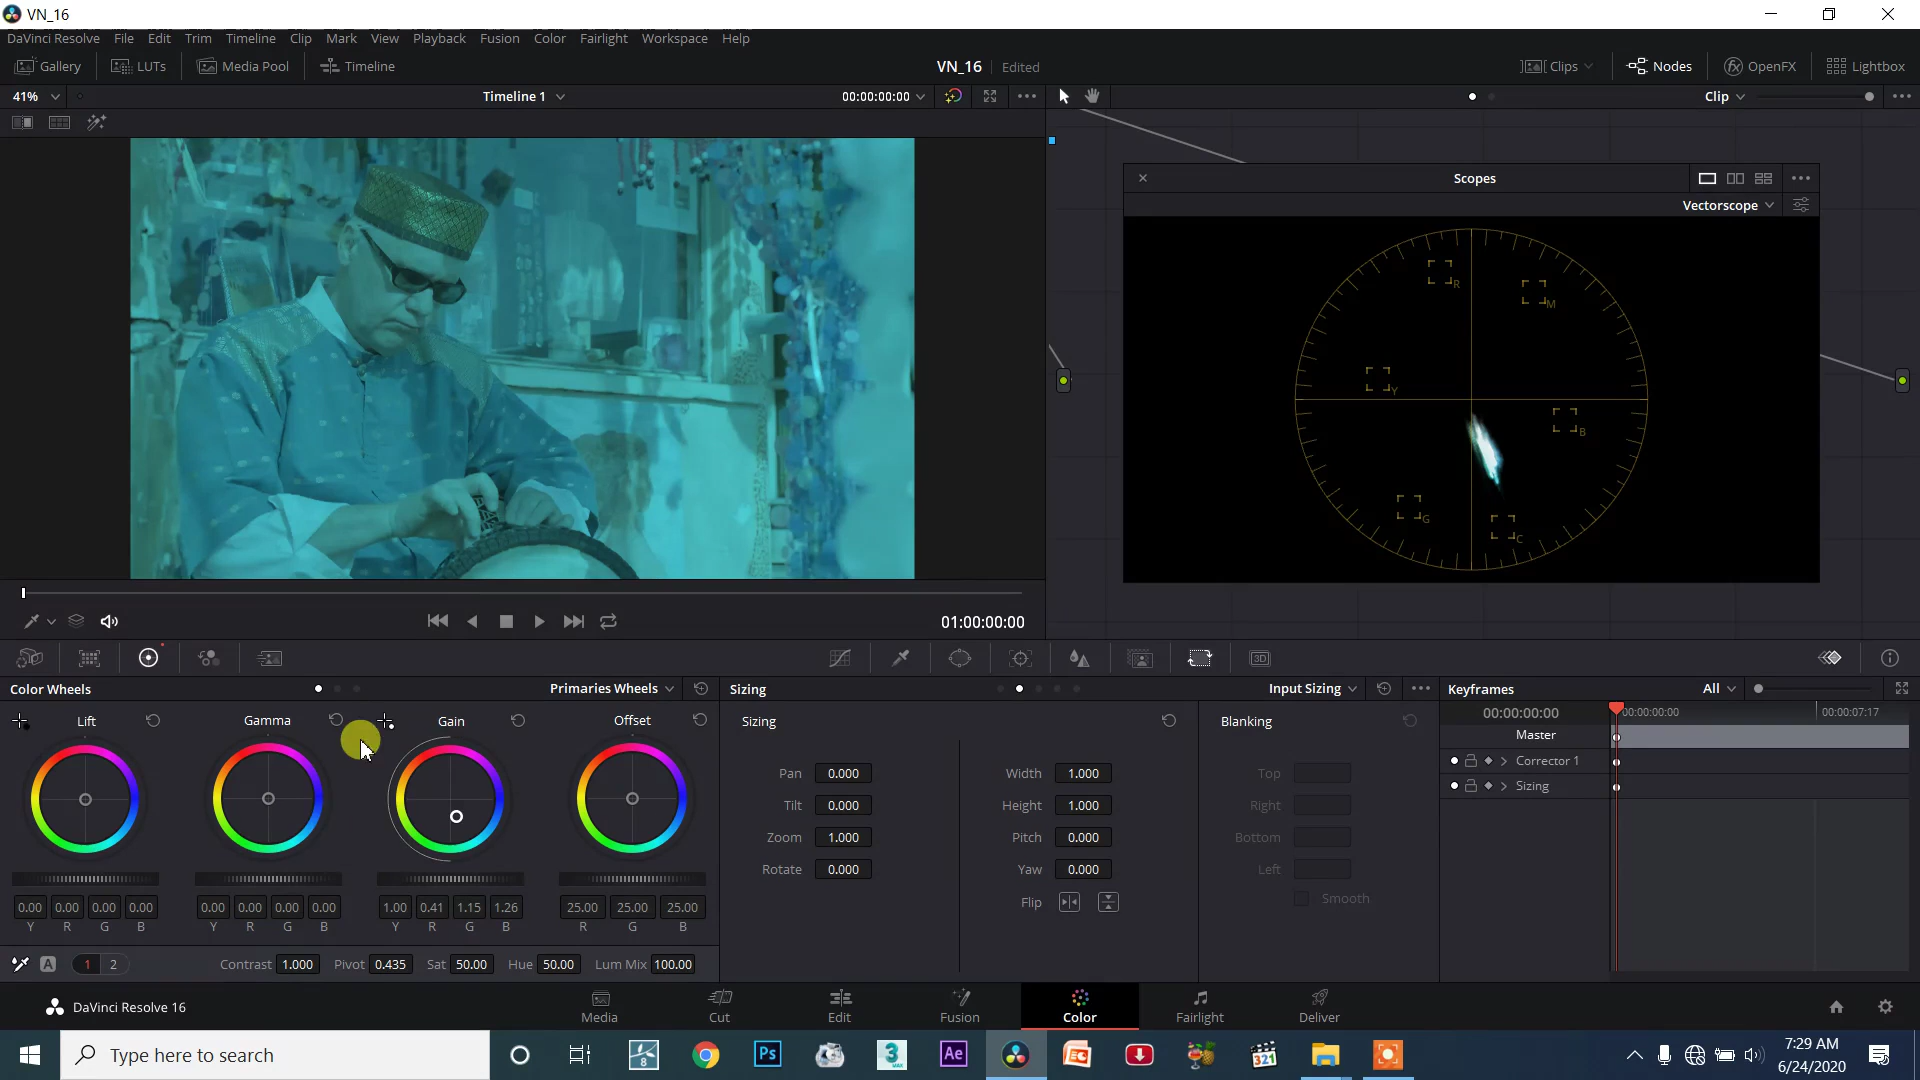 VN_16
DaVinci Resolve File Edit Trim Timeline Clip Mark View Playback Fusion Color Fairlight Workspace Help
Gallery LUTs Media Pool Timeline VN_16 Edited Clips Nodes OpenFX Lightbox
41% Timeline 1 00:00:00:00 Clip
Scopes
Vectorscope
R
M
Y
B
G
C
01:00:00:00
3D
Color Wheels Primaries Wheels Sizing Input Sizing Keyframes All
Lift Gamma Gain Offset Sizing Blanking 00:00:00:00 00:00:00:00 00:00:07:17
Master
Pan 0.000 Width 1.000 Top Corrector 1
Tilt 0.000 Height 1.000 Right Sizing
Zoom 1.000 Pitch 0.000 Bottom
Rotate 0.000 Yaw 0.000 Left
Flip Smooth
0.00 0.00 0.00 0.00 0.00 0.00 0.00 0.00 1.00 0.41 1.15 1.26 25.00 25.00 25.00
Y R G B Y R G B Y R G B R G B
A 1 2 Contrast 1.000 Pivot 0.435 Sat 50.00 Hue 50.00 Lum Mix 100.00
DaVinci Resolve 16 Media Cut Edit Fusion Color Fairlight Deliver
Type here to search 8 Ps 3 MAX Ae 321 7:29 AM
6/24/2020